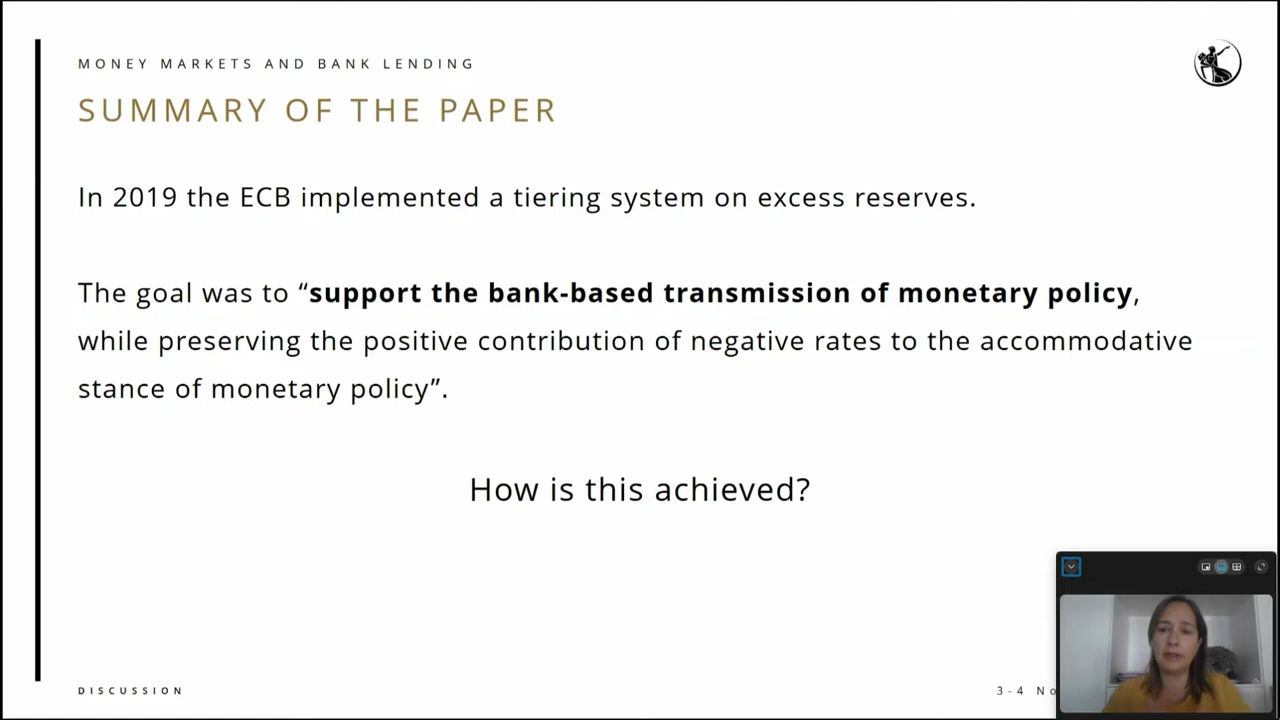 MONEY MARKETS AND BANK LENDING
SUMMARY OF THE PAPER
In 2019 the ECB implemented a tiering system on excess reserves.
The goal was to “support the bank-based transmission of monetary policy,
while preserving the positive contribution of negative rates to the accommodative
stance of monetary policy”.
How is this achieved?
DISCUSSION
3-4